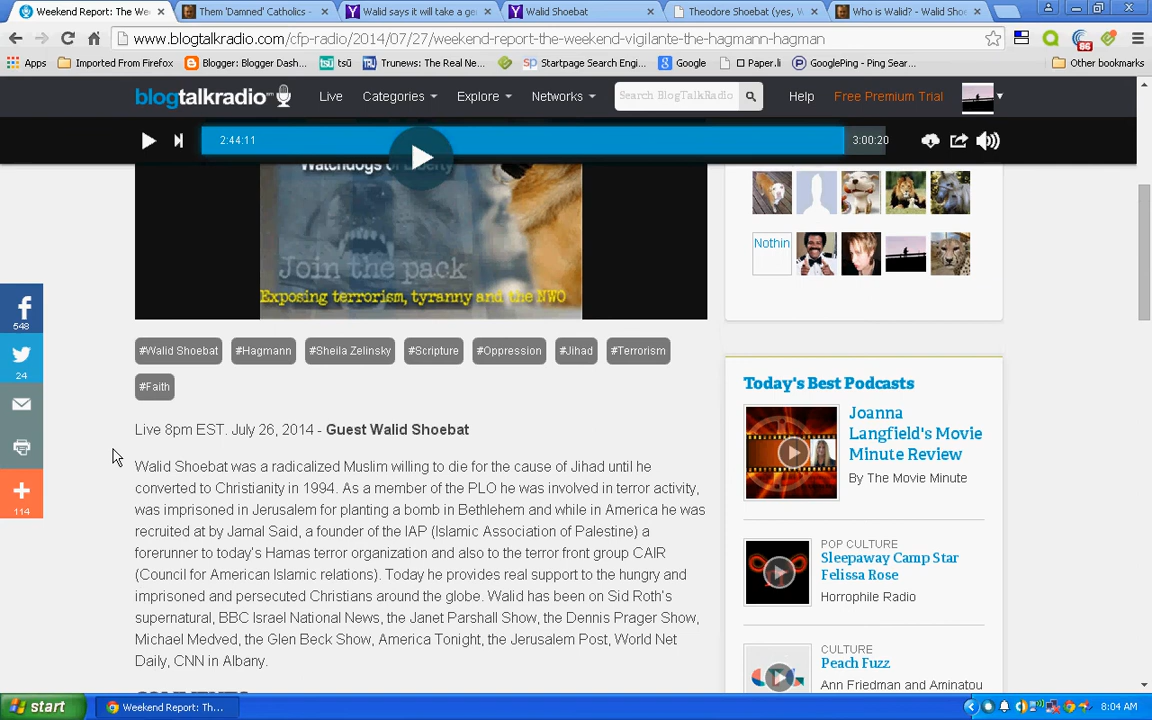 Weekend Report: The We
Them 'Damned' Catholics -
Walid says it will take a ge
Walid Shoebat
Theodore Shoebat (yes, W
Who is Walid? - Walid Sho
www.blogtalkradio.com/cfp-radio/2014/07/27/weekend-report-the-weekend-vigilante-the-hagmann-hagman
86
Apps
Imported From Firefox
Blogger: Blogger Dash...
tsū
Trunews: The Real Ne...
Startpage Search Engi...
Google
Paper.li
GooglePing - Ping Sear...
Other bookmarks
blogtalkradio
Live
Categories
Explore
Networks
Search BlogTalkRadio
Help
Free Premium Trial
2:44:11
3:00:20
Watchdogs of Liberty
Join the pack
Exposing terrorism, tyranny and the NWO
Nothin
548
24
114
#Walid Shoebat
#Hagmann
#Sheila Zelinsky
#Scripture
#Oppression
#Jihad
#Terrorism
#Faith
Live 8pm EST. July 26, 2014 - Guest Walid Shoebat
Walid Shoebat was a radicalized Muslim willing to die for the cause of Jihad until he
converted to Christianity in 1994. As a member of the PLO he was involved in terror activity,
was imprisoned in Jerusalem for planting a bomb in Bethlehem and while in America he was
recruited at by Jamal Said, a founder of the IAP (Islamic Association of Palestine) a
forerunner to today's Hamas terror organization and also to the terror front group CAIR
(Council for American Islamic relations). Today he provides real support to the hungry and
imprisoned and persecuted Christians around the globe. Walid has been on Sid Roth's
supernatural, BBC Israel National News, the Janet Parshall Show, the Dennis Prager Show,
Michael Medved, the Glen Beck Show, America Tonight, the Jerusalem Post, World Net
Daily, CNN in Albany.
COMMENTS
Today's Best Podcasts
Joanna
Langfield's Movie
Minute Review
By The Movie Minute
POP CULTURE
Sleepaway Camp Star
Felissa Rose
Horrophile Radio
CULTURE
Peach Fuzz
Ann Friedman and Aminatou
start
Weekend Report: Th...
8:04 AM